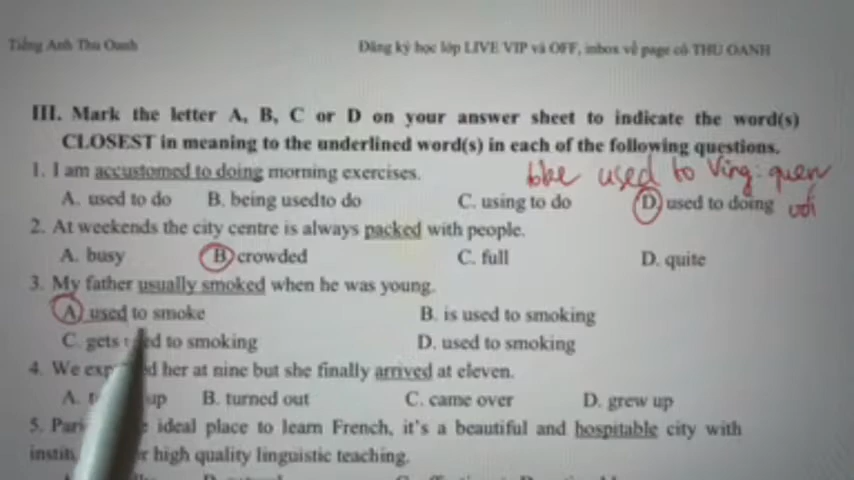 Tiếng Anh Thu Oanh
Đăng ký học lớp LIVE VIP và OFF, inbox về page cô THU OANH
III. Mark the letter A, B, C or D on your answer sheet to indicate the word(s)
CLOSEST in meaning to the underlined word(s) in each of the following questions.
1. I am accustomed to doing morning exercises.
used to Ving: quen
A. used to do B. being used to do C. using to do D. used to doing với
2. At weekends the city centre is always packed with people.
A. busy B. crowded C. full D. quite
3. My father usually smoked when he was young.
A. used to smoke B. is used to smoking
C. gets used to smoking D. used to smoking
4. We her at nine but she finally arrived at eleven.
A. up B. turned out C. came over D. grew up
5. ideal place to learn French, it's a beautiful and hospitable city with
high quality linguistic teaching.